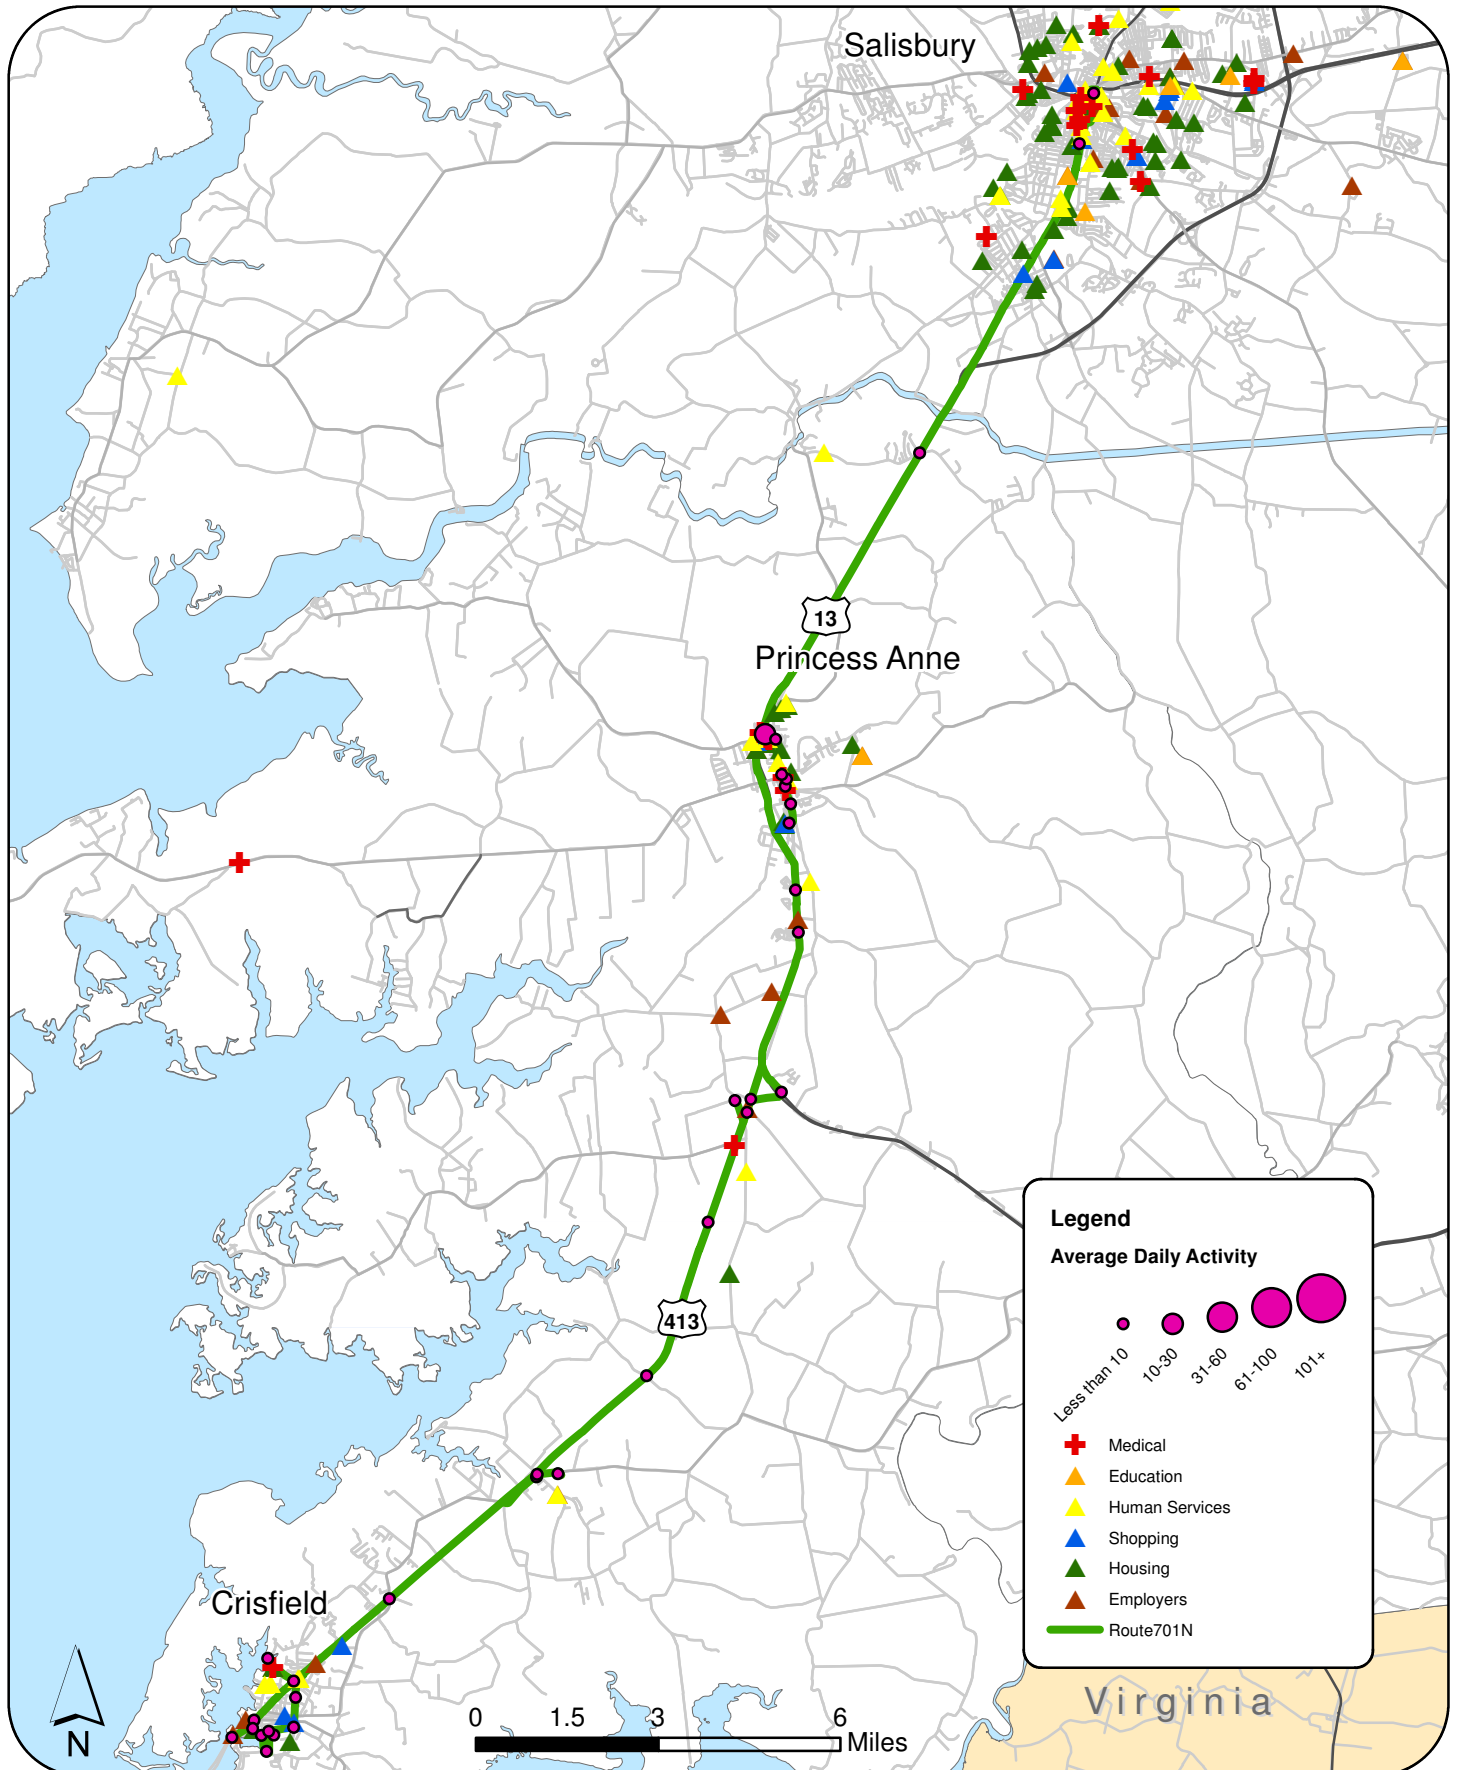 Salisbury
13
Princess Anne
413
Crisfield
Legend
Average Daily Activity
Less than 10
10-30
31-60
61-100
101+
Medical
Education
Human Services
Shopping
Housing
Employers
Route701N
Virginia
N
0 1.5 3 6
Miles